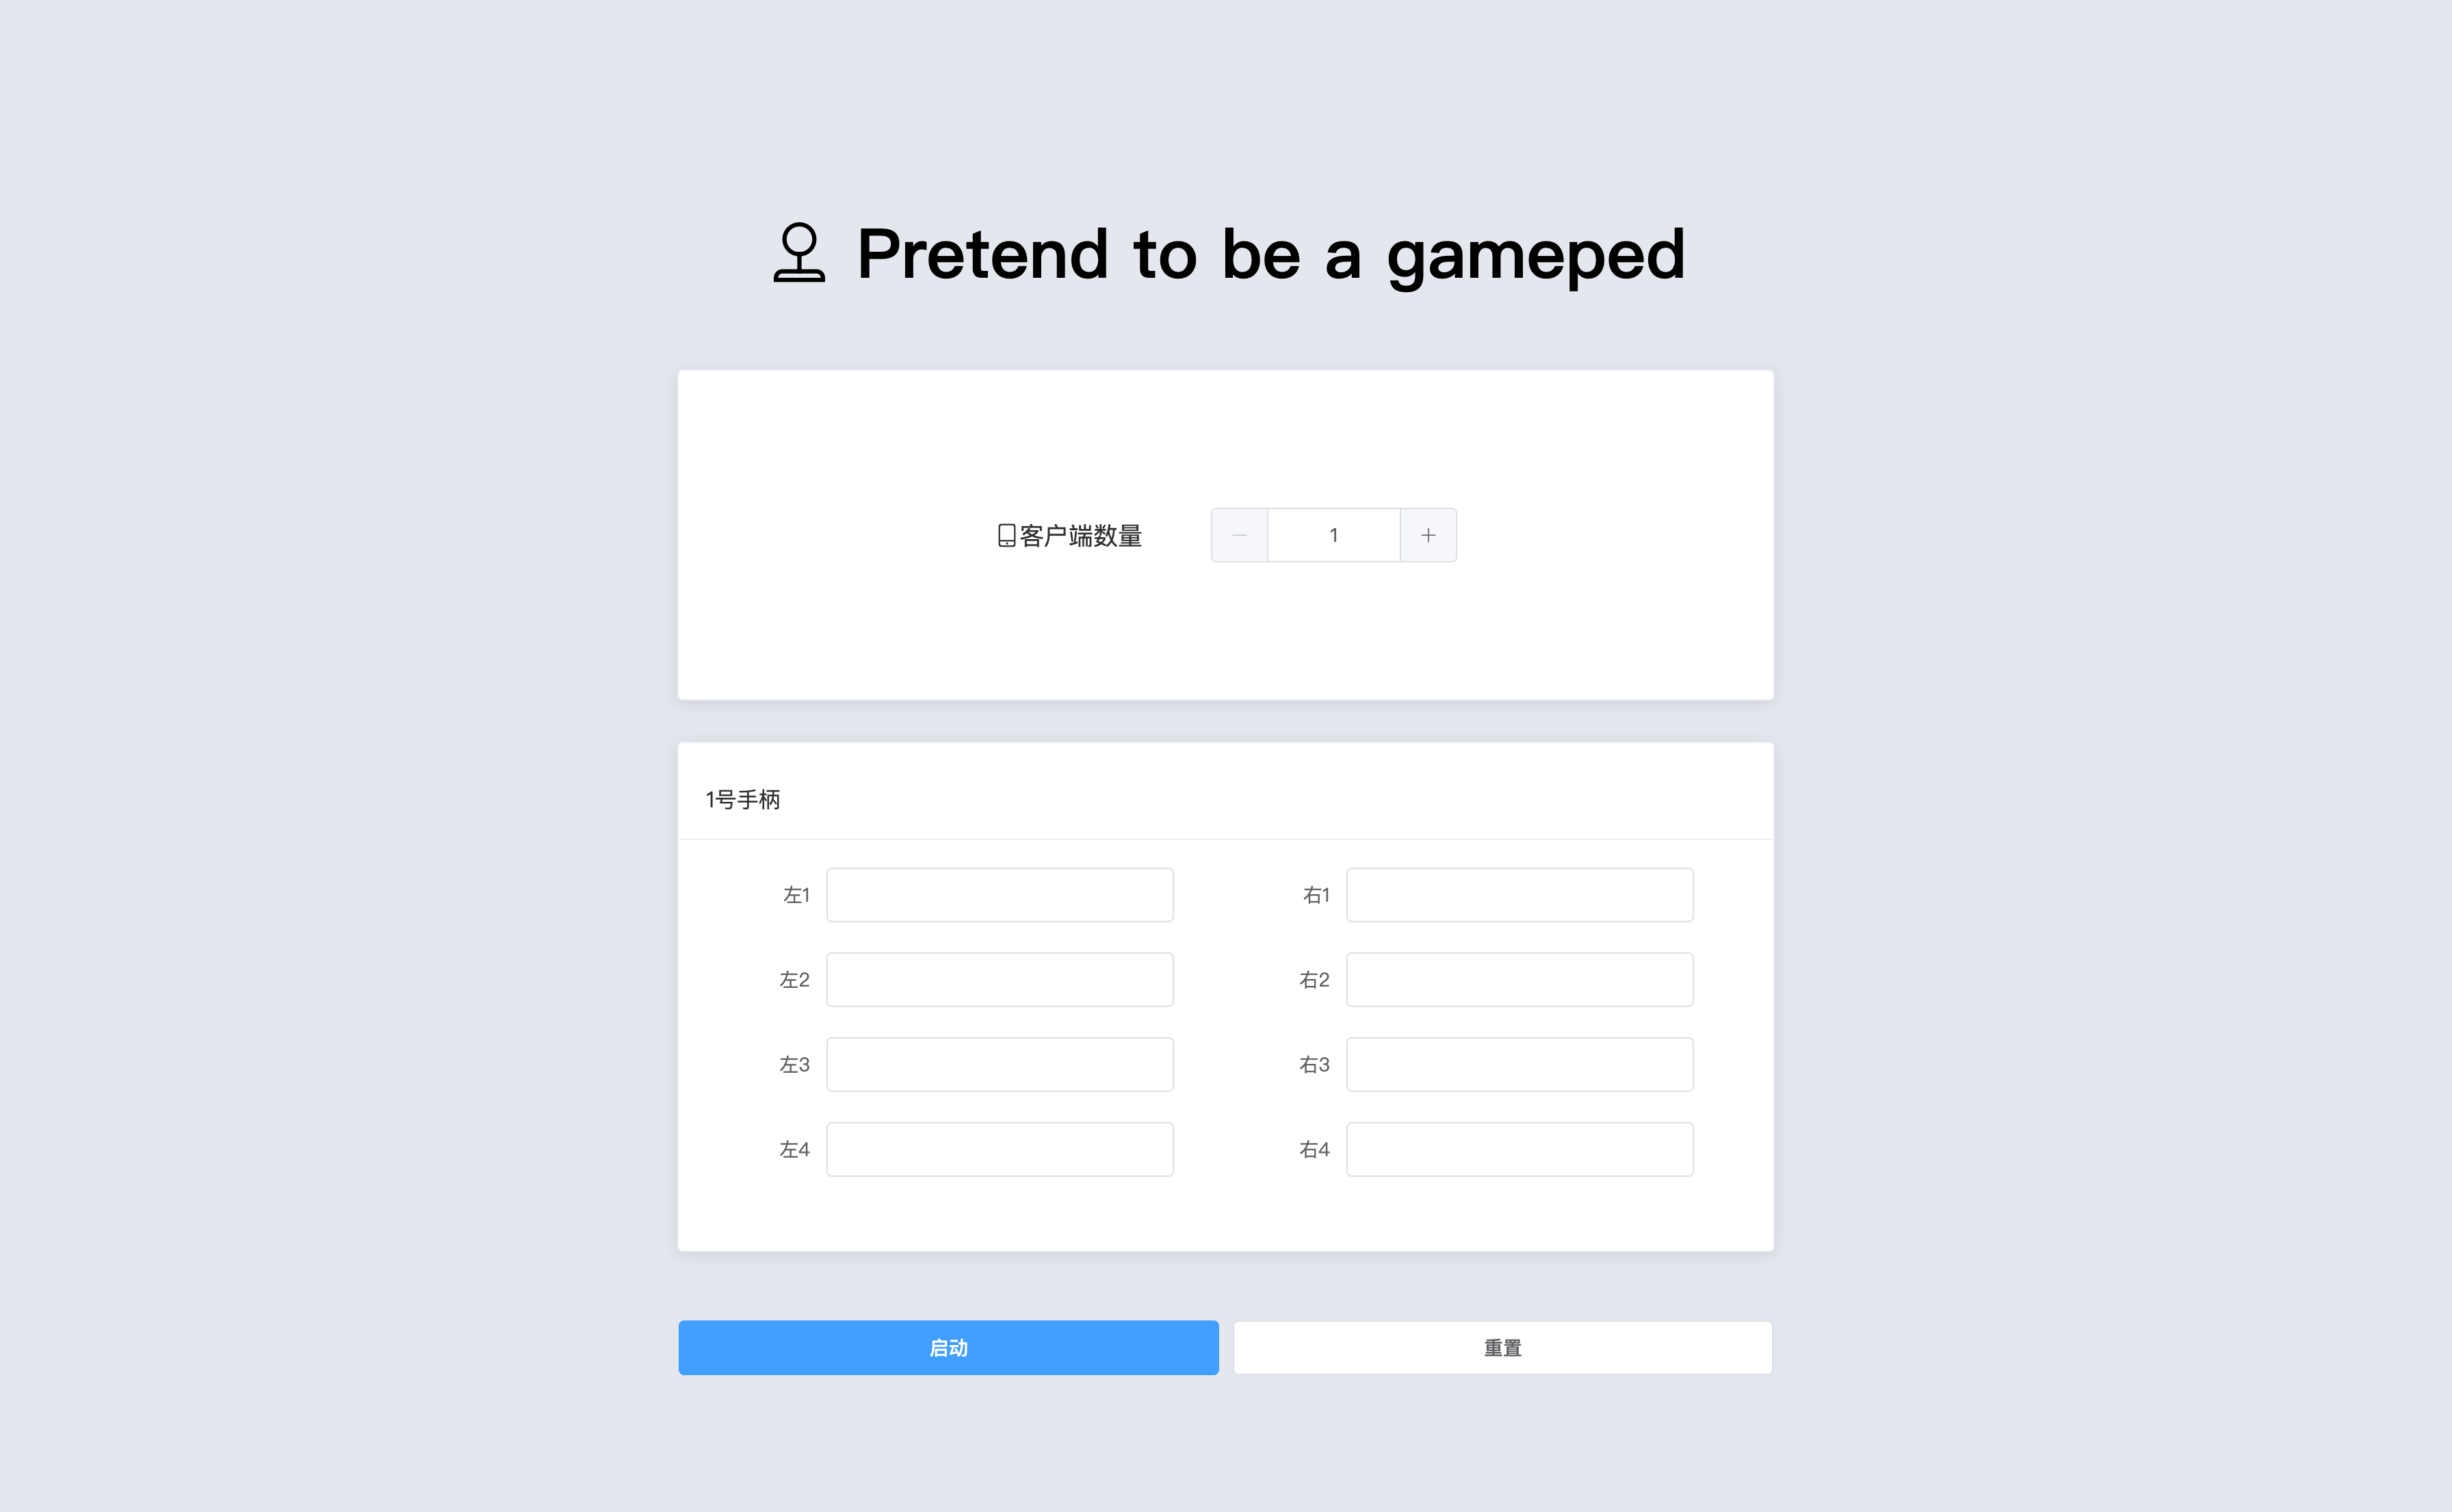 Pretend to be a gameped
客户端数量 1
1号手柄
左1 右1
左2 右2
左3 右3
左4 右4
启动 重置